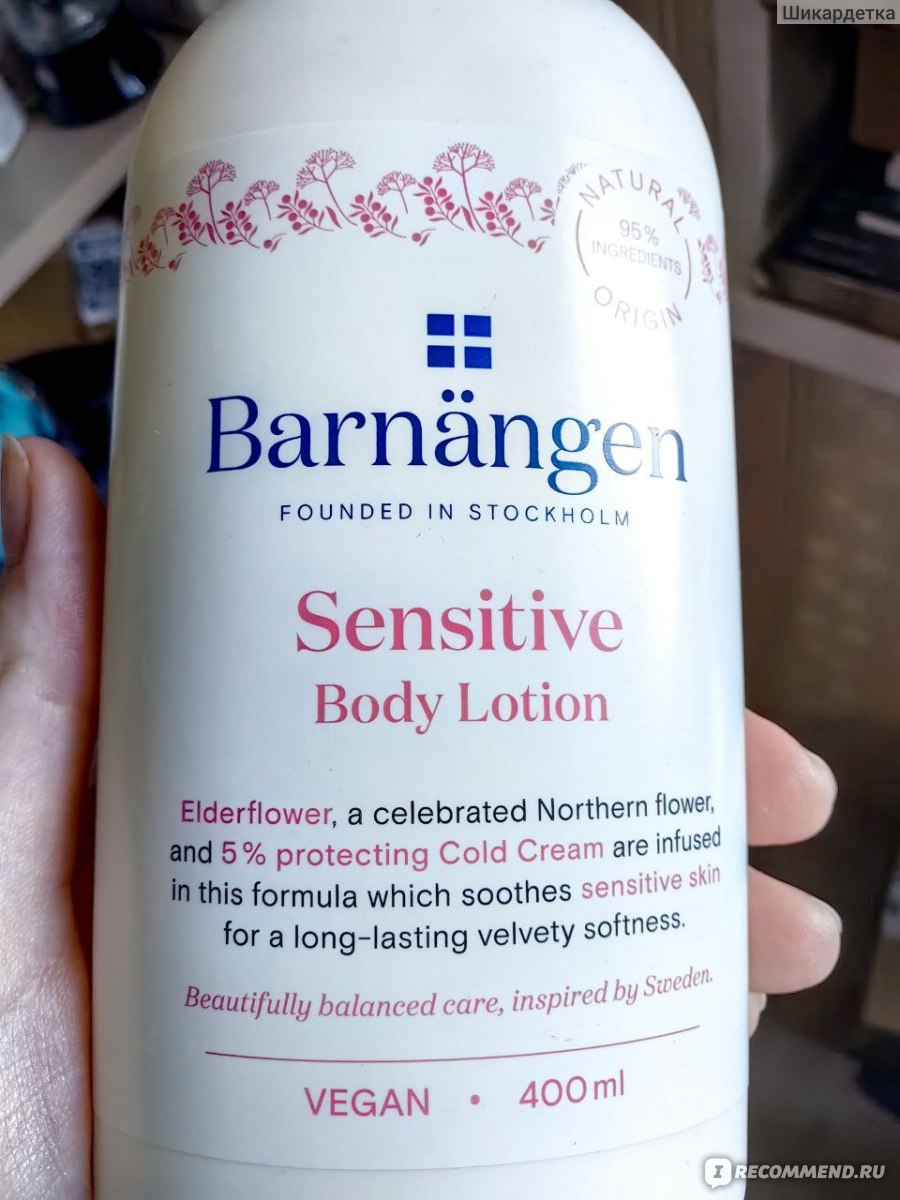 Шикардетка
NATURAL
95%
INGREDIENTS
ORIGIN
Barnängen
FOUNDED IN STOCKHOLM
Sensitive
Body Lotion
Elderflower, a celebrated Northern flower,
and 5% protecting Cold Cream are infused
in this formula which soothes sensitive skin
for a long-lasting velvety softness.
Beautifully balanced care, inspired by Sweden.
VEGAN • 400 ml
I RECOMMEND.RU